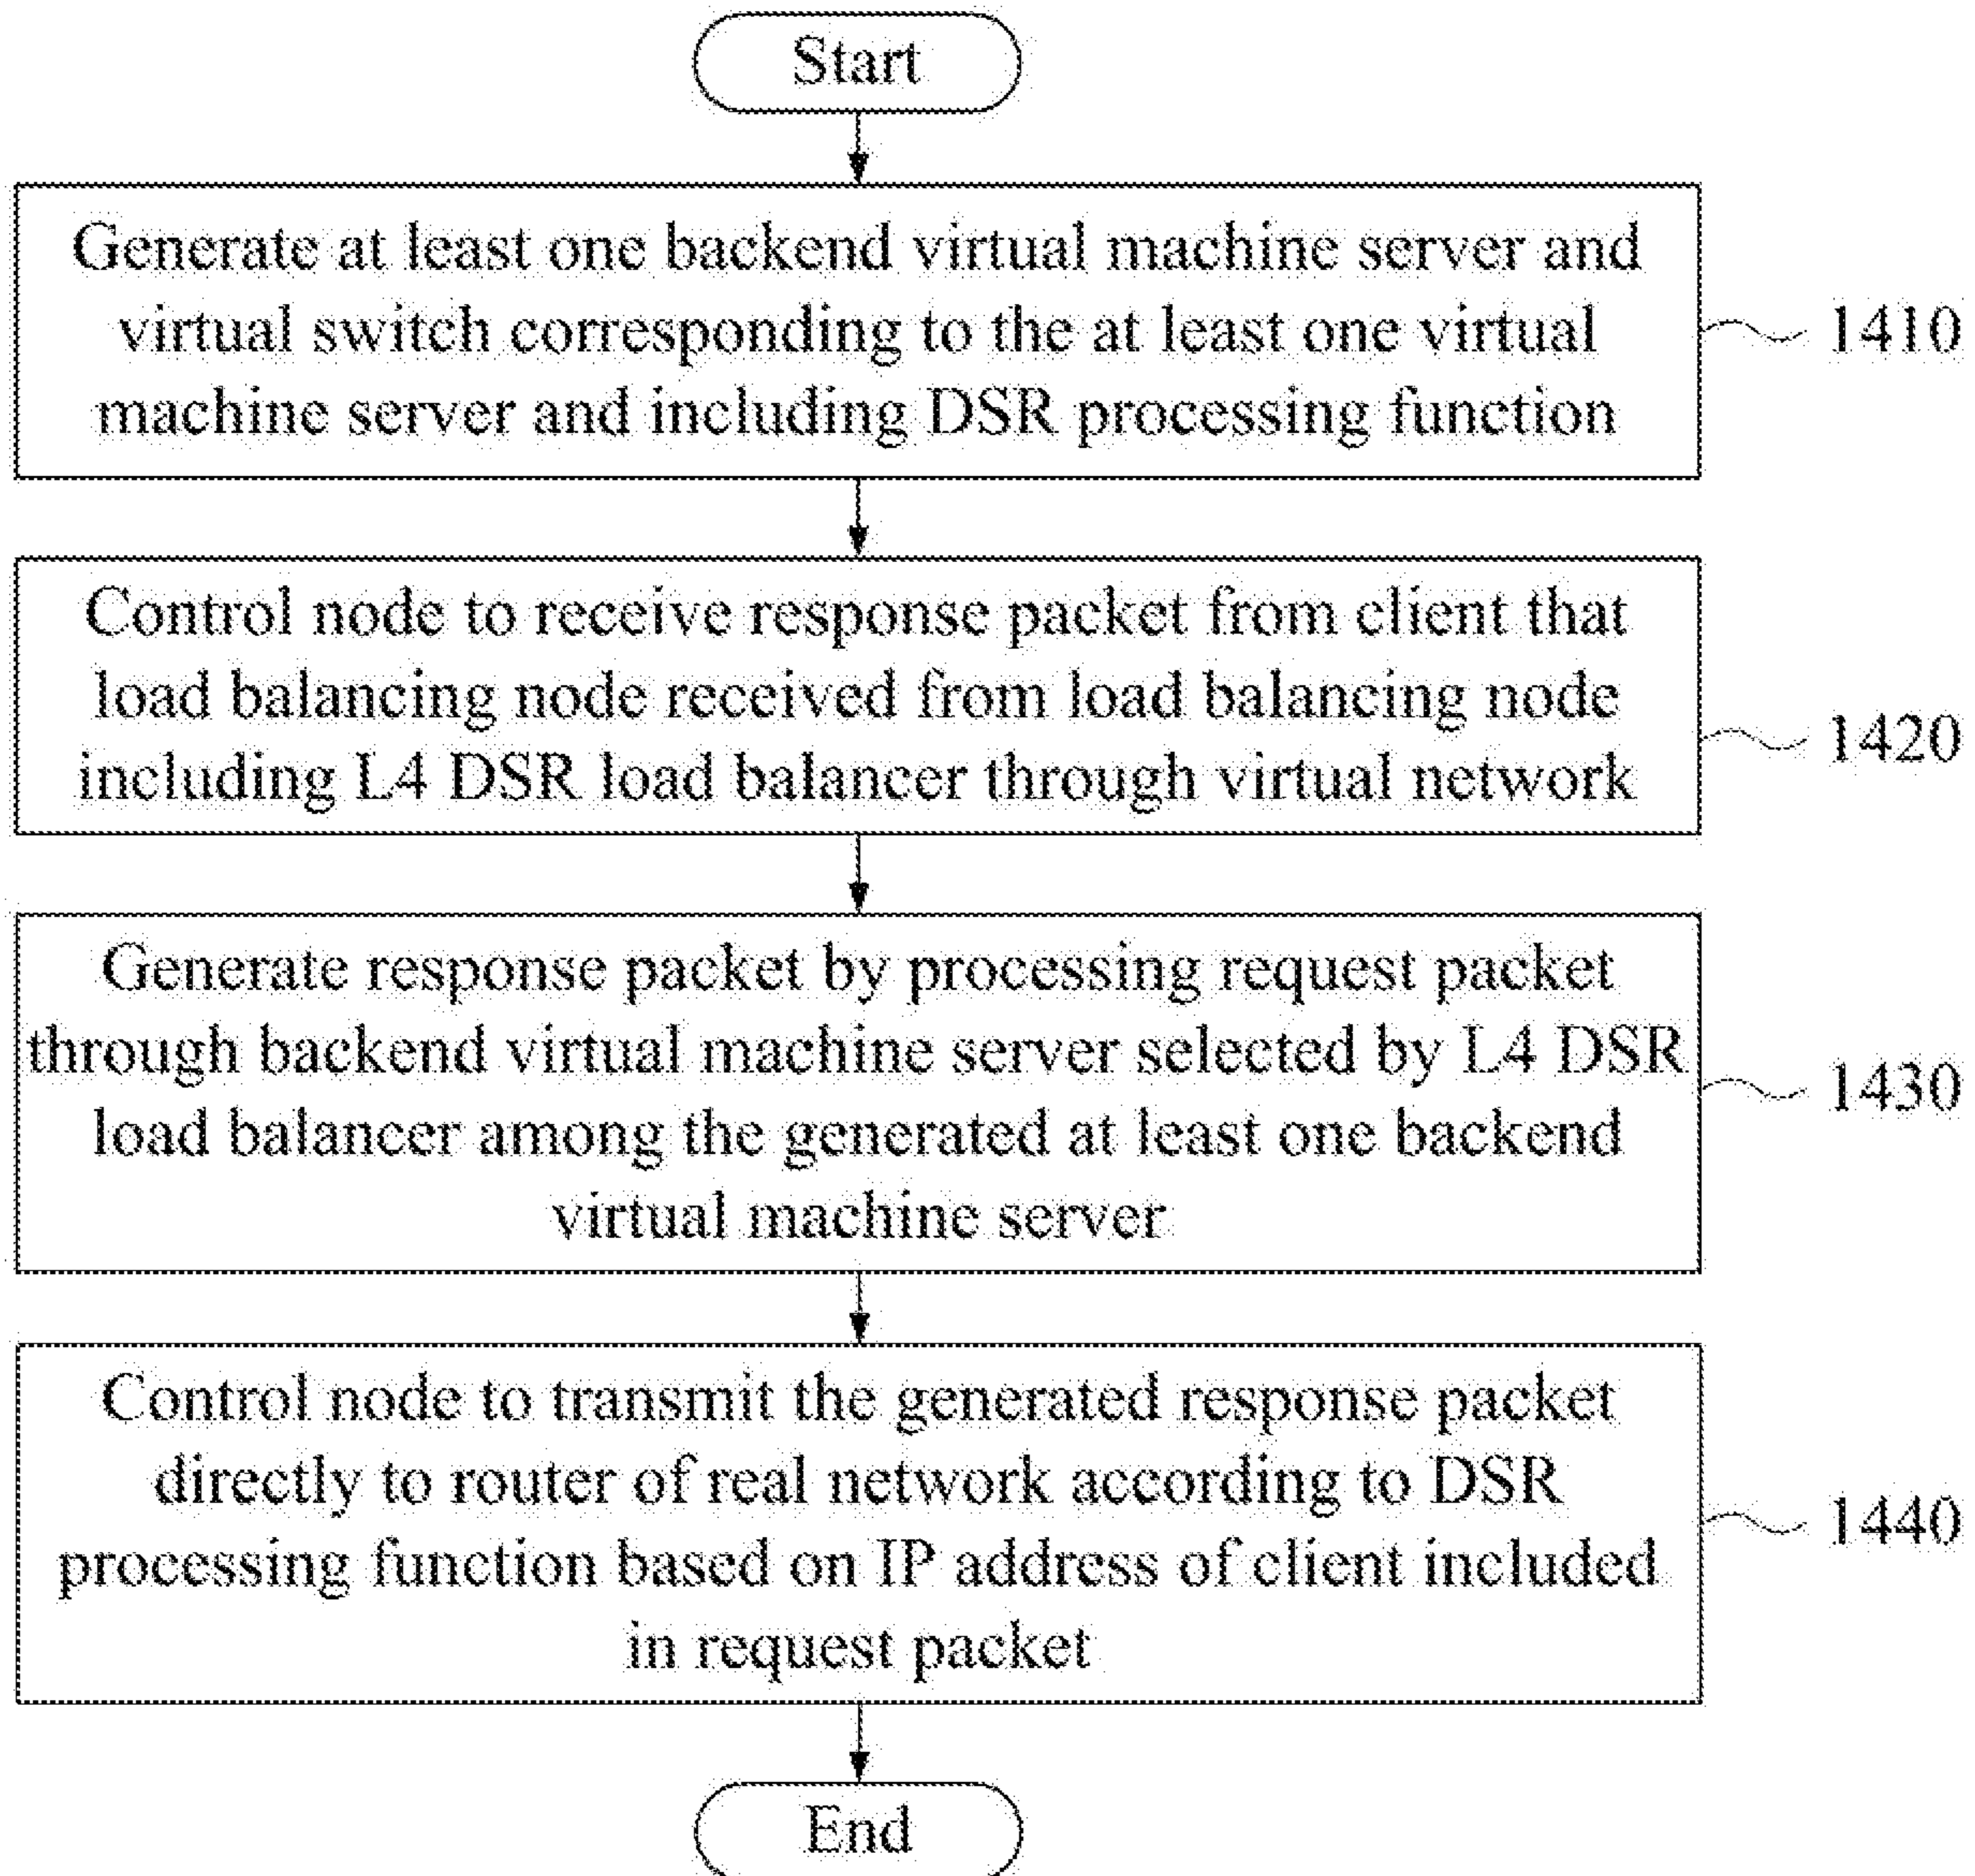 Start
Generate at least one backend virtual machine server and
virtual switch corresponding to the at least one virtual
machine server and including DSR processing function
1410
Control node to receive response packet from client that
load balancing node received from load balancing node
including L4 DSR load balancer through virtual network
1420
Generate response packet by processing request packet
through backend virtual machine server selected by L4 DSR
load balancer among the generated at least one backend
virtual machine server
1430
Control node to transmit the generated response packet
directly to router of real network according to DSR
processing function based on IP address of client included
in request packet
1440
End